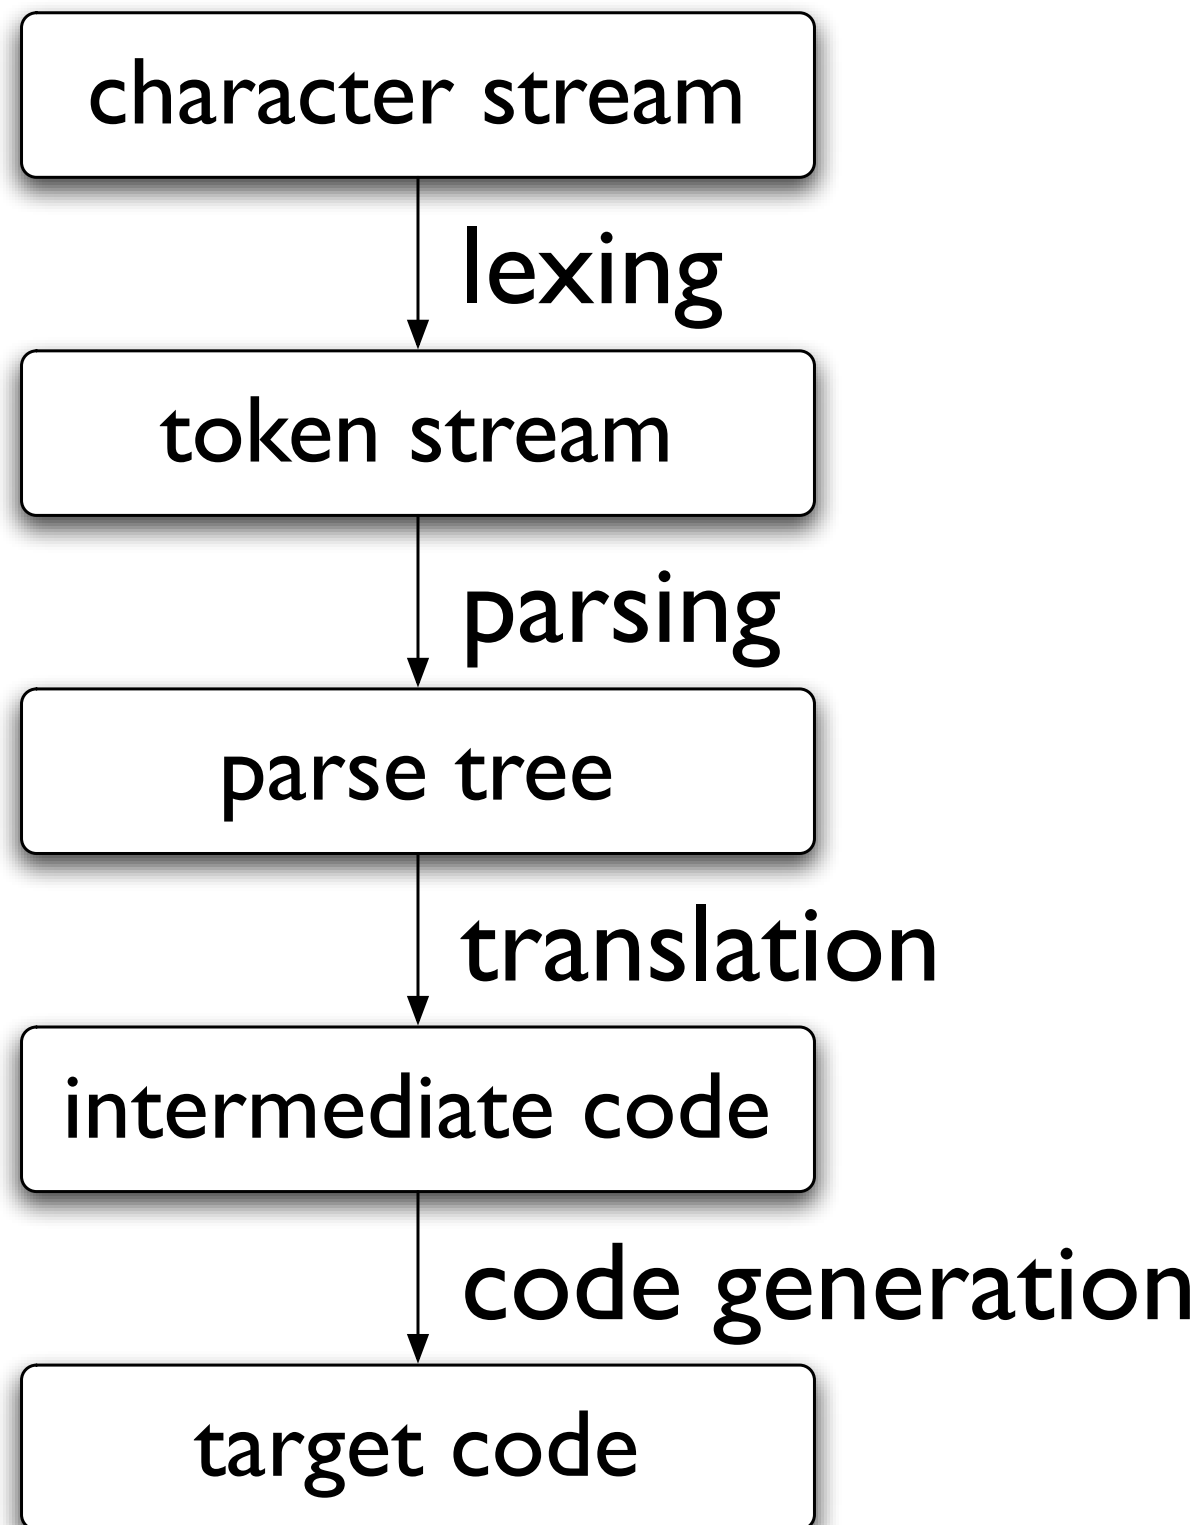 character stream
lexing
token stream
parsing
parse tree
translation
intermediate code
code generation
target code